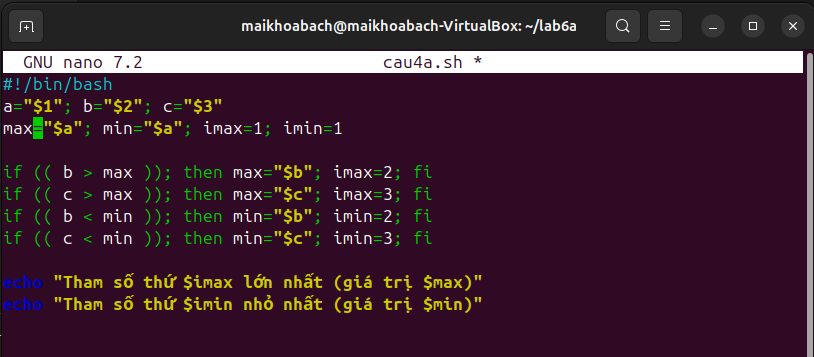 maikhoabach@maikhoabach-VirtualBox: ~/lab6a
GNU nano 7.2 cau4a.sh *
#!/bin/bash
a="$1"; b="$2"; c="$3"
max="$a"; min="$a"; imax=1; imin=1
if (( b > max )); then max="$b"; imax=2; fi
if (( c > max )); then max="$c"; imax=3; fi
if (( b < min )); then min="$b"; imin=2; fi
if (( c < min )); then min="$c"; imin=3; fi
echo "Tham số thứ $imax lớn nhất (giá trị $max)"
echo "Tham số thứ $imin nhỏ nhất (giá trị $min)"